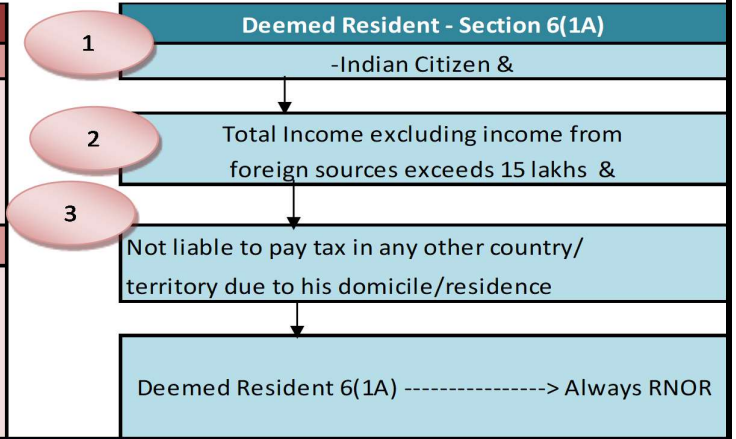 Deemed Resident - Section 6(1A)
1
-Indian Citizen &
2
Total Income excluding income from
foreign sources exceeds 15 lakhs &
3
Not liable to pay tax in any other country/
territory due to his domicile/residence
Deemed Resident 6(1A) ---------------> Always RNOR